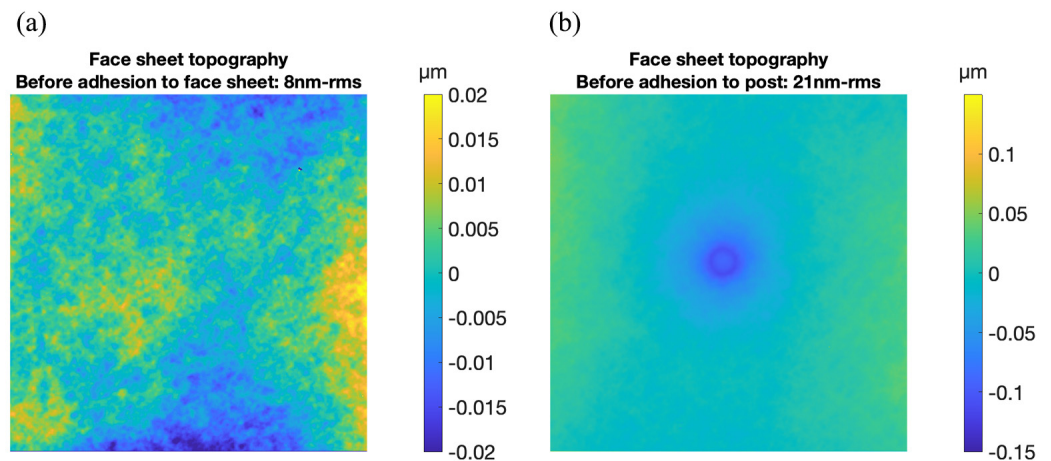 (a)
Face sheet topography
Before adhesion to face sheet: 8nm-rms
μm
0.02
0.015
0.01
0.005
0
-0.005
-0.01
-0.015
-0.02
(b)
Face sheet topography
Before adhesion to post: 21nm-rms
μm
0.1
0.05
0
-0.05
-0.1
-0.15